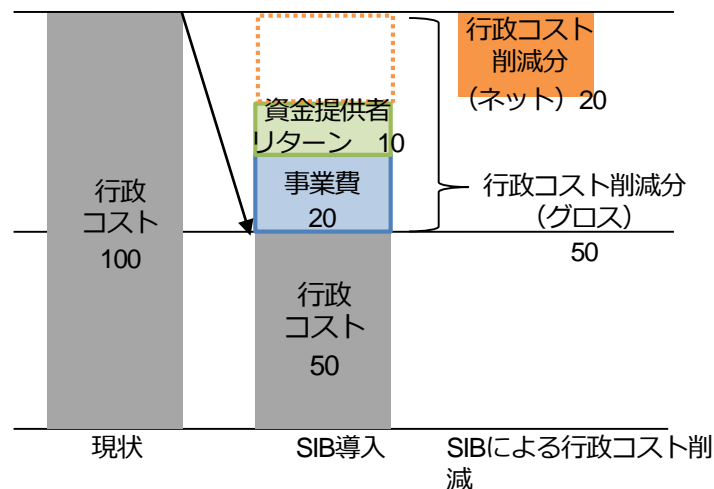 行政
コスト
100
資金提供者
リターン 10
事業費
20
行政
コスト
50
行政コスト
削減分
（ネット）20
行政コスト削減分
（グロス）
50
現状
SIB導入
SIBによる行政コスト削
減